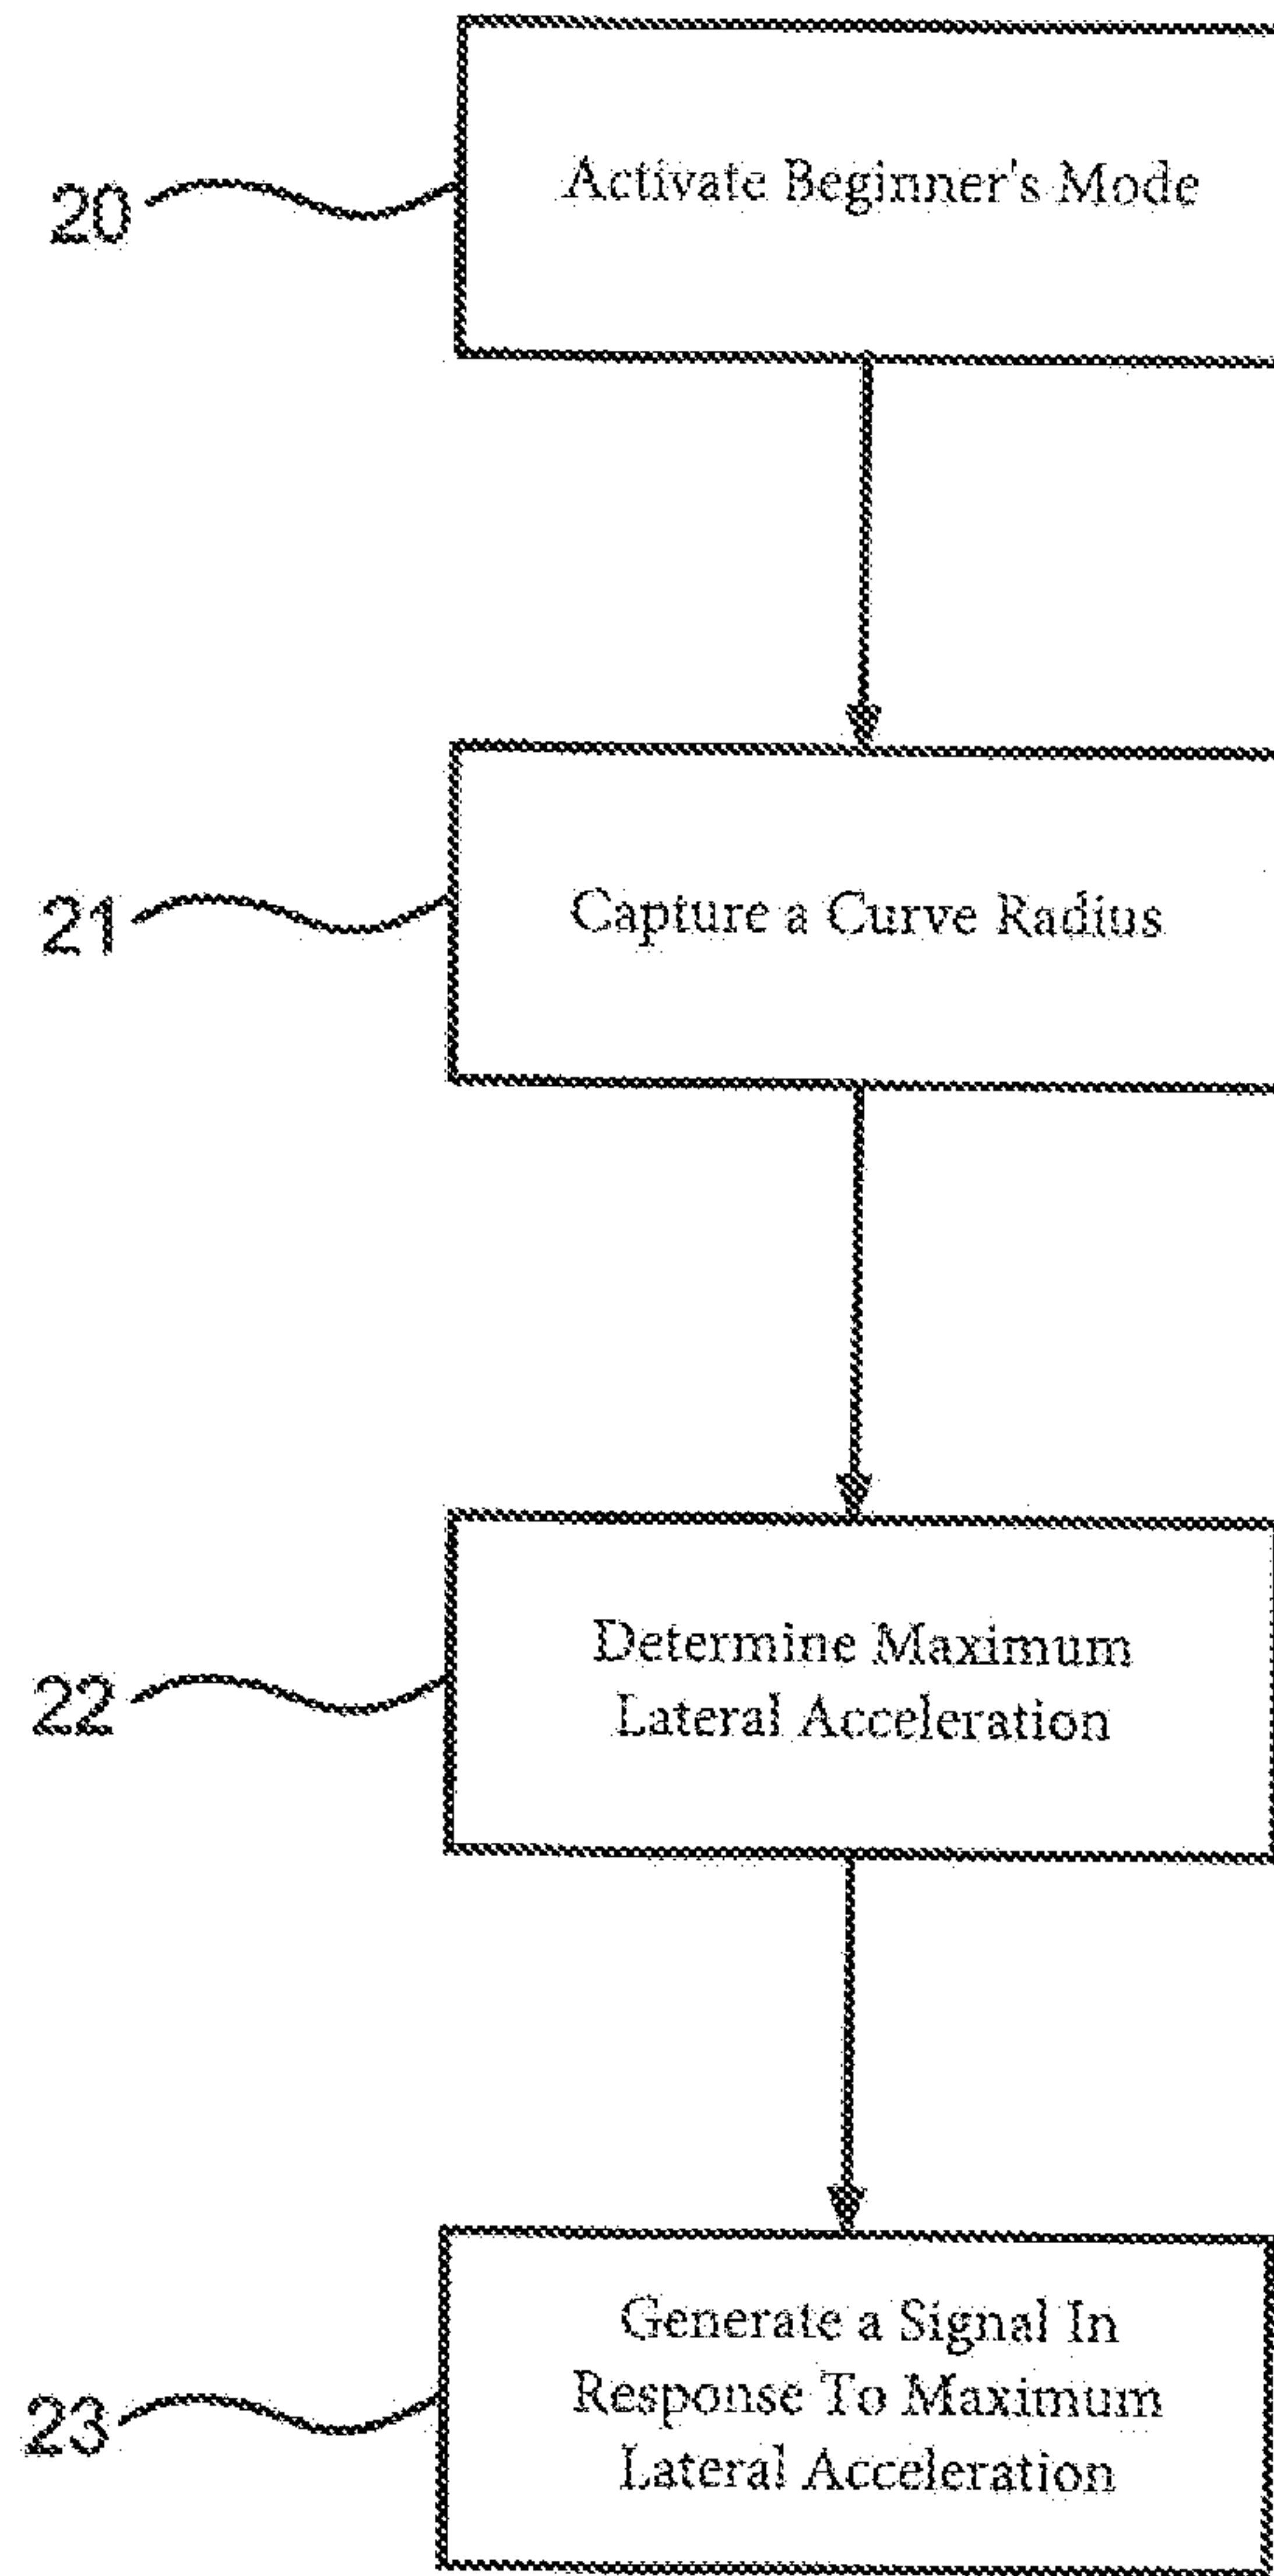 20
Activate Beginner's Mode
21
Capture a Curve Radius
22
Determine Maximum
Lateral Acceleration
23
Generate a Signal In
Response To Maximum
Lateral Acceleration